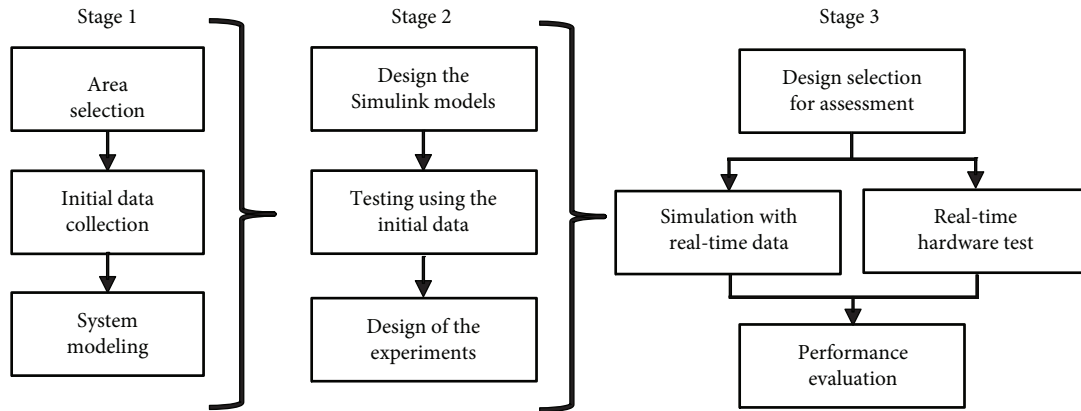 Stage 1
Area
selection
Initial data
collection
System
modeling
Stage 2
Design the
Simulink models
Testing using the
initial data
Design of the
experiments
Stage 3
Design selection
for assessment
Simulation with
real-time data
Real-time
hardware test
Performance
evaluation